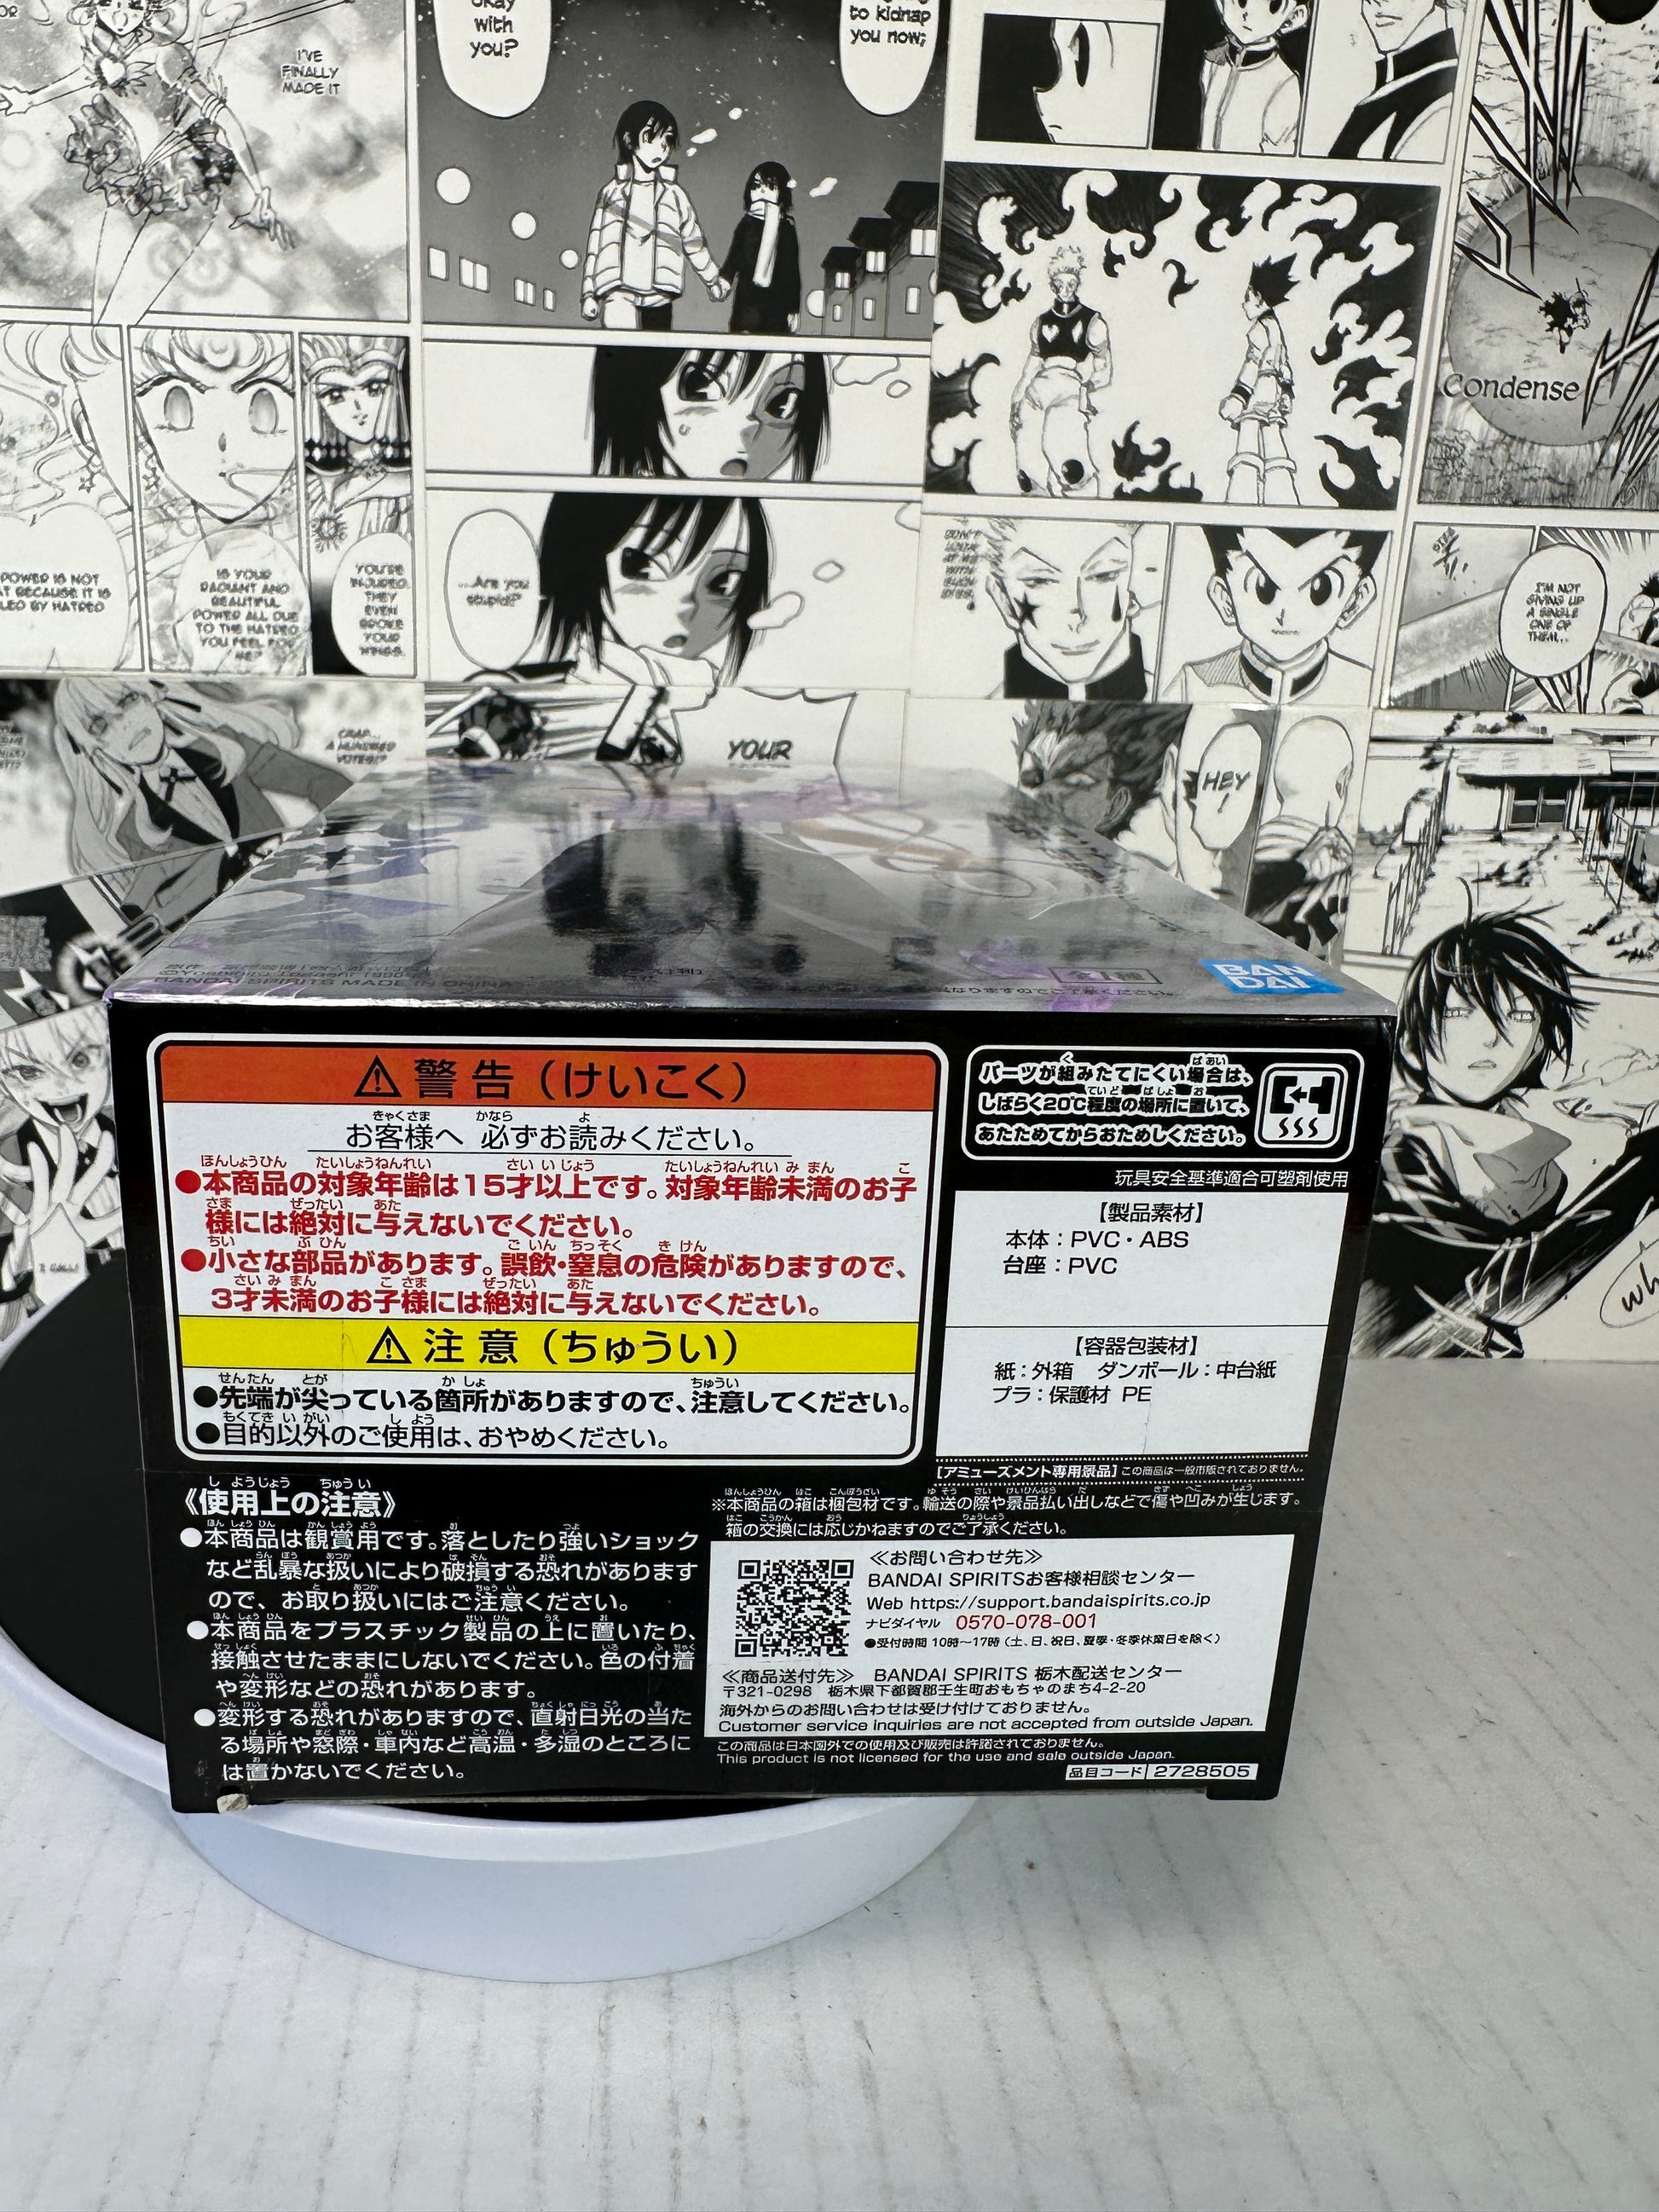 okay
with
you?
to kidnap
you now;
I'VE
FINALLY
MADE IT
Condense
POWER IS NOT
BECAUSE IT IS
BY HATRED
IS YOUR
RADIANT AND
BEAUTIFUL
POWER ALL DUE
TO THE HATRED
YOU FEEL FOR
ME?
YOU'RE
INJURED.
THEY
EVEN
BROKE
YOUR
WINGS.
...Are you
stupid?
I'M NOT
GIVING UP
A SINGLE
ONE OF
THEM...
CRAP...
A HUNDRED
VOTES!?
YOUR
HEY
!
BANDAI SPIRITS MADE IN CHINA
BAN
DAI
⚠警告(けいこく)
お客様へ 必ずお読みください。
●本商品の対象年齢は15才以上です。対象年齢未満のお子
様には絶対に与えないでください。
●小さな部品があります。誤飲・窒息の危険がありますので、
3才未満のお子様には絶対に与えないでください。
⚠注意(ちゅうい)
●先端が尖っている箇所がありますので、注意してください。
●目的以外のご使用は、おやめください。
パーツが組みたてにくい場合は、
しばらく20℃程度の場所に置いて、
あたためてからおためしください。
玩具安全基準適合可塑剤使用
【製品素材】
本体:PVC・ABS
台座:PVC
【容器包装材】
紙:外箱 ダンボール:中台紙
プラ:保護材 PE
[アミューズメント専用景品] この商品は一般市販されておりません。
※本商品の箱は梱包材です。輸送の際や景品払い出しなどで傷や凹みが生じます。
箱の交換には応じかねますのでご了承ください。
《使用上の注意》
●本商品は観賞用です。落としたり強いショック
など乱暴な扱いにより破損する恐れがあります
ので、お取り扱いにはご注意ください。
●本商品をプラスチック製品の上に置いたり、
接触させたままにしないでください。色の付着
や変形などの恐れがあります。
●変形する恐れがありますので、直射日光の当た
る場所や窓際・車内など高温・多湿のところに
は置かないでください。
≪お問い合わせ先≫
BANDAI SPIRITSお客様相談センター
Web https://support.bandaispirits.co.jp
ナビダイヤル 0570-078-001
●受付時間 10時〜17時(土、日、祝日、夏季・冬季休業日を除く)
≪商品送付先≫ BANDAI SPIRITS 栃木配送センター
〒321-0298 栃木県下都賀郡壬生町おもちゃのまち4-2-20
海外からのお問い合わせは受け付けておりません。
Customer service inquiries are not accepted from outside Japan.
この商品は日本国外での使用及び販売は許諾されておりません。
This product is not licensed for the use and sale outside Japan.
品目コード 2728505